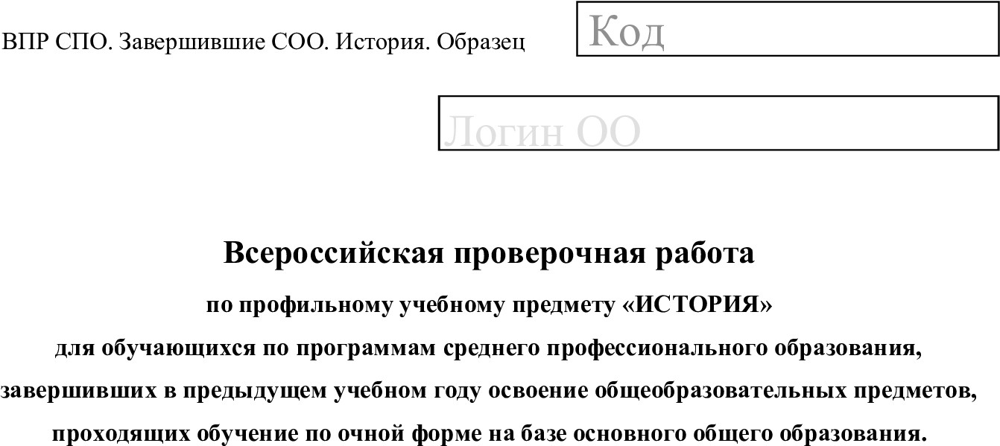 ВПР СПО. Завершившие СОО. История. Образец
Код
Логин ОО
Всероссийская проверочная работа
по профильному учебному предмету «ИСТОРИЯ»
для обучающихся по программам среднего профессионального образования,
завершивших в предыдущем учебном году освоение общеобразовательных предметов,
проходящих обучение по очной форме на базе основного общего образования.